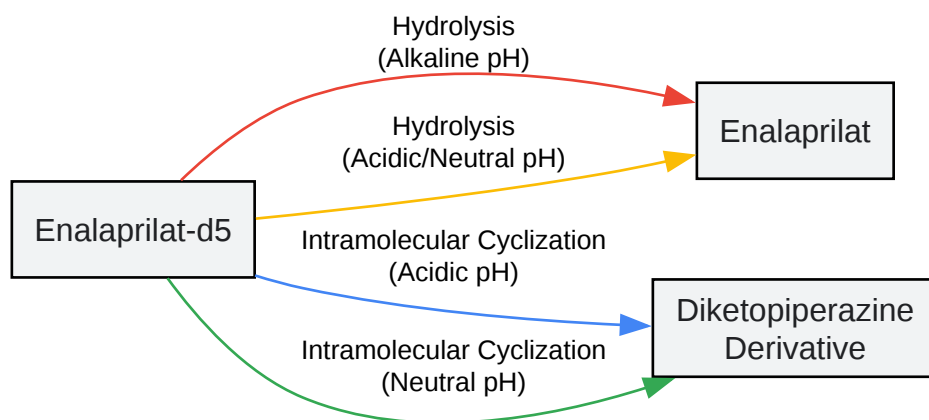 Hydrolysis
(Alkaline pH)
Enalaprilat
Hydrolysis
(Acidic/Neutral pH)
Enalaprilat-d5
Intramolecular Cyclization
(Acidic pH)
Diketopiperazine
Derivative
Intramolecular Cyclization
(Neutral pH)